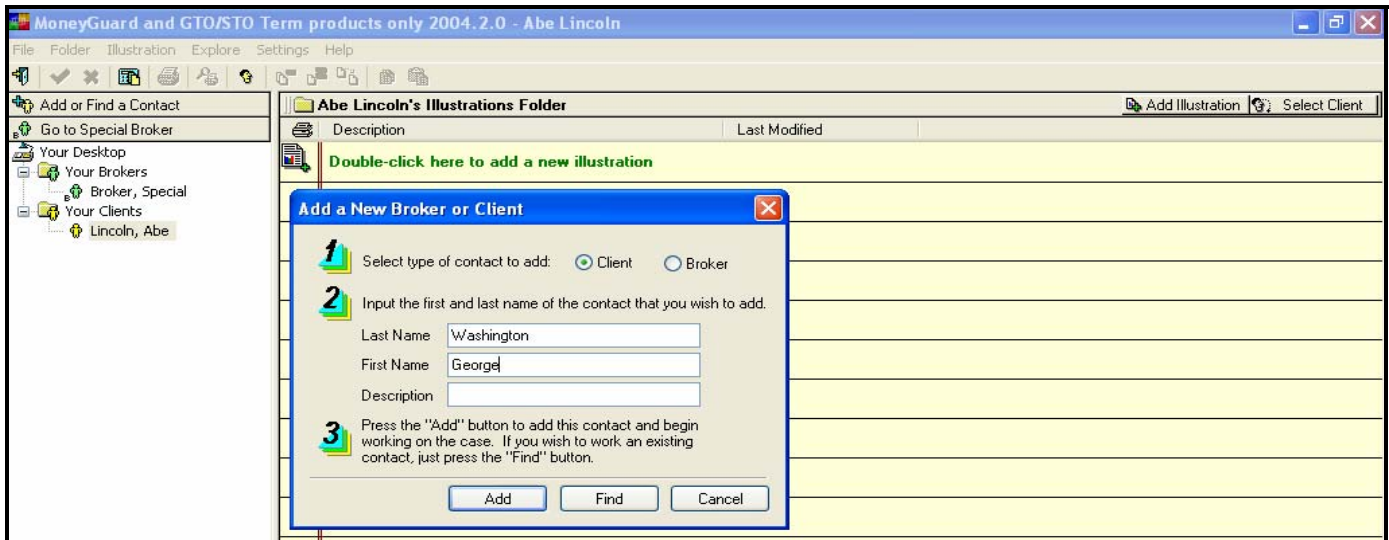 MoneyGuard and GTO/STO Term products only 2004.2.0 - Abe Lincoln
File Folder Illustration Explore Settings Help
Add or Find a Contact
Abe Lincoln's Illustrations Folder
Add Illustration
Select Client
B Go to Special Broker
Description
Last Modified
Your Desktop
Double-click here to add a new illustration
Your Brokers
B Broker, Special
Your Clients
Lincoln, Abe
Add a New Broker or Client
1 Select type of contact to add: Client Broker
2 Input the first and last name of the contact that you wish to add.
Last Name Washington
First Name George
Description
3 Press the "Add" button to add this contact and begin
working on the case. If you wish to work an existing
contact, just press the "Find" button.
Add Find Cancel